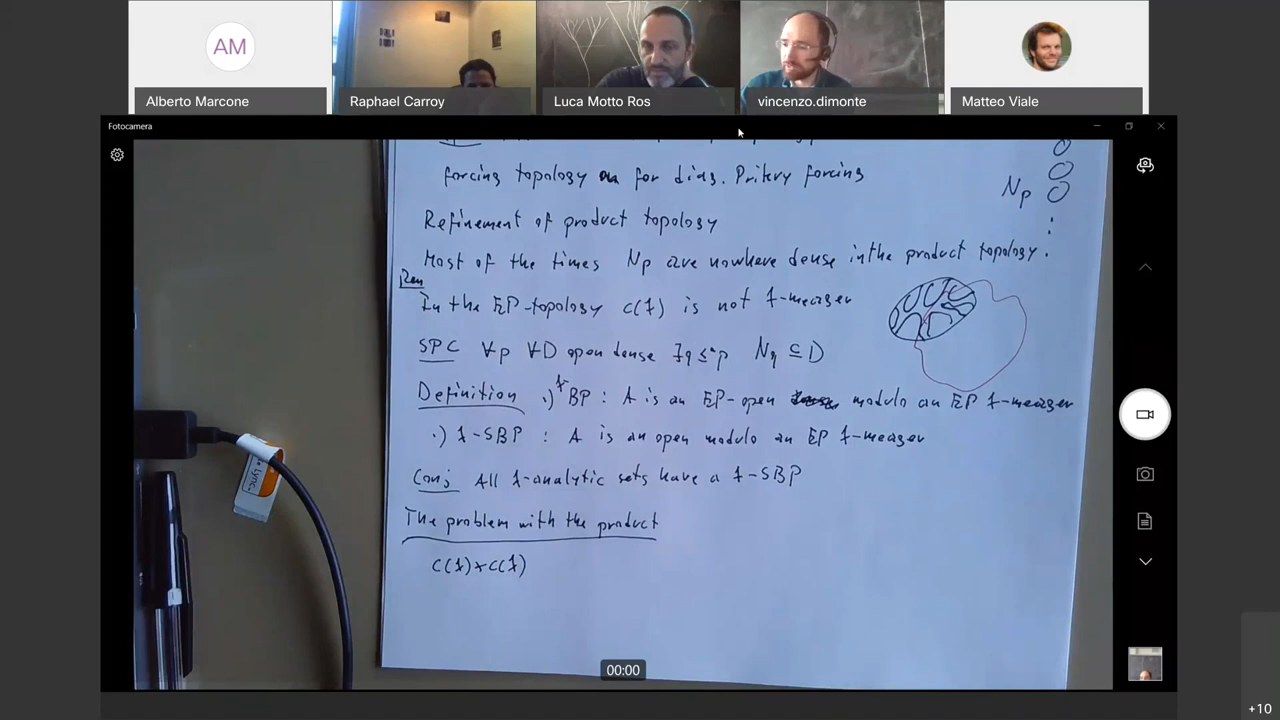 AM
Alberto Marcone
Raphael Carroy
Luca Motto Ros
vincenzo.dimonte
Matteo Viale
Fotocamera
forcing topology for diag. Prikry forcing
Np
Refinement of product topology
Most of the times Np are nowhere dense in the product topology.
Rem
In the EP-topology C(λ) is not λ-meager
SPC ∀p ∀D open dense ∃q ≤* p Nq ⊆ D
Definition .) λ-BP : A is an EP-open modulo an EP λ-meager
.) λ-SBP : A is an open modulo an EP λ-meager
Conj All λ-analytic sets have a λ-SBP
The problem with the product
C(λ)×C(λ)
LYNC.
00:00
+10